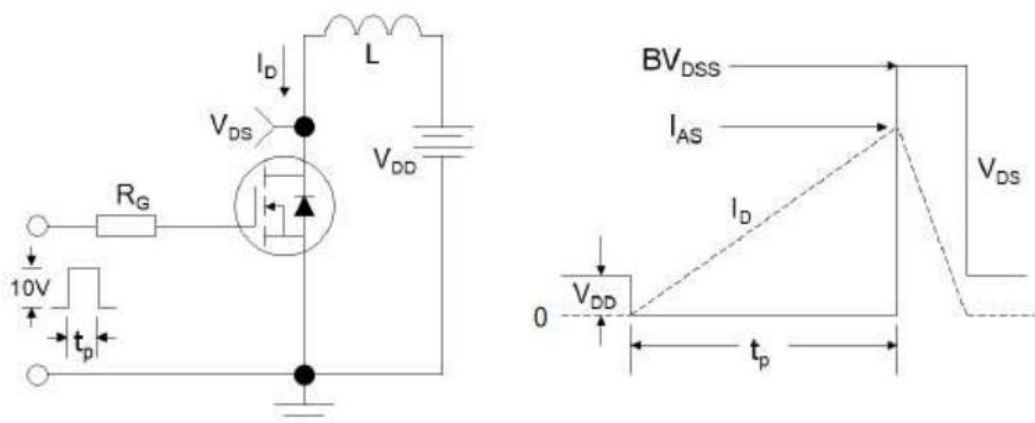 L
I_D
V_DS
V_DD
R_G
10V
t_p
BV_DSS
I_AS
V_DS
I_D
V_DD
0
t_p